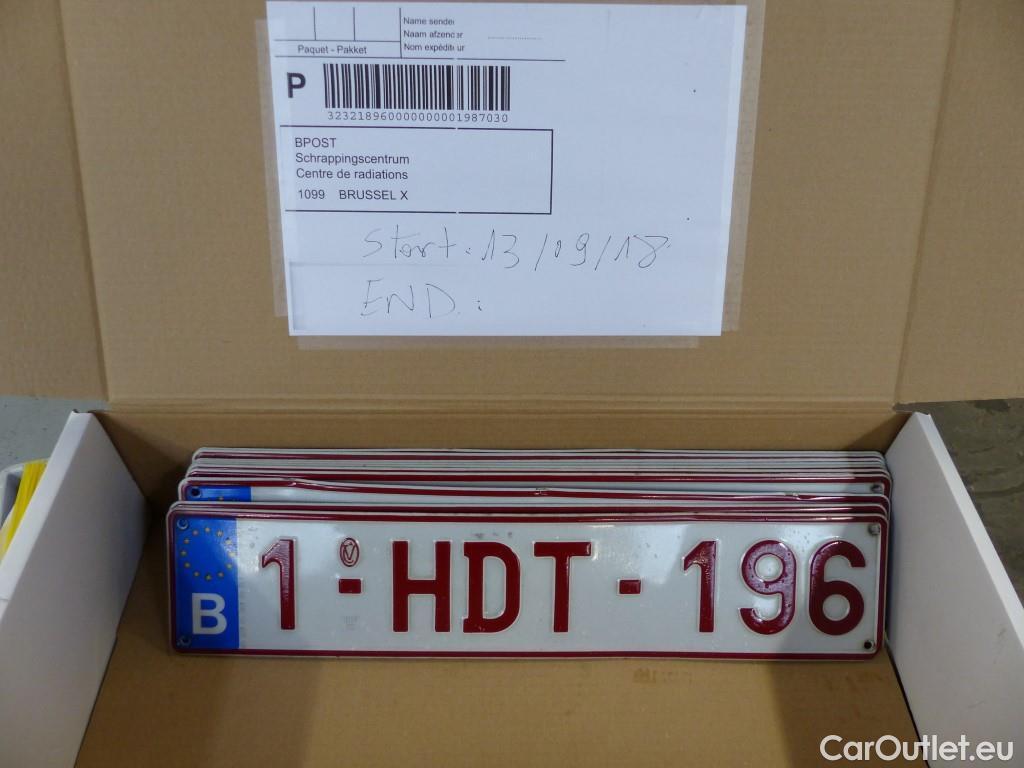 Name sender
Naam afzender
Nom expéditeur
Paquet - Pakket
P
323218960000000001987030
BPOST
Schrappingscentrum
Centre de radiations
1099 BRUSSEL X
Start: 13/09/18
END:
B 1-HDT-196
CarOutlet.eu